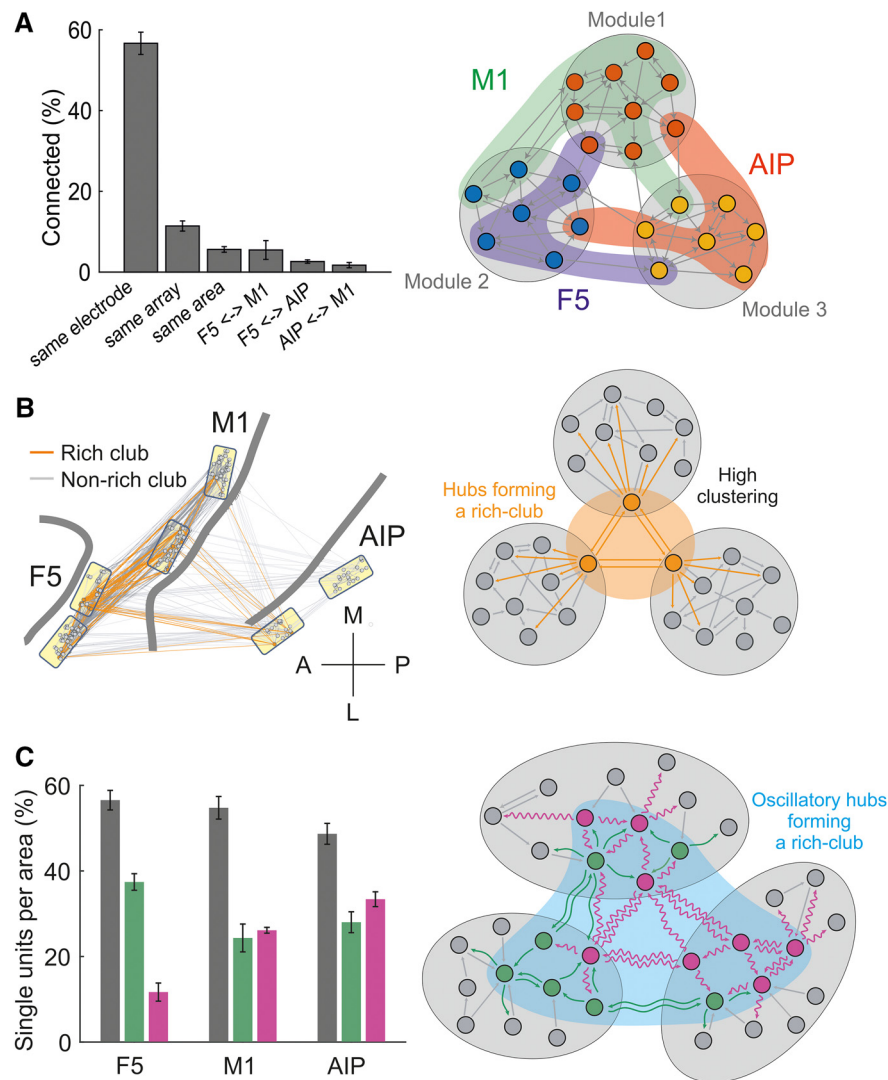 A
60
40
20
0
Connected (%)
same electrode
same array
same area
F5 <-> M1
F5 <-> AIP
AIP <-> M1
Module1
M1
AIP
Module 2
F5
Module 3
B
Rich club
Non-rich club
M1
AIP
F5
M
A
P
L
Hubs forming
a rich-club
High
clustering
C
60
40
20
0
Single units per area (%)
F5
M1
AIP
Oscillatory hubs
forming
a rich-club